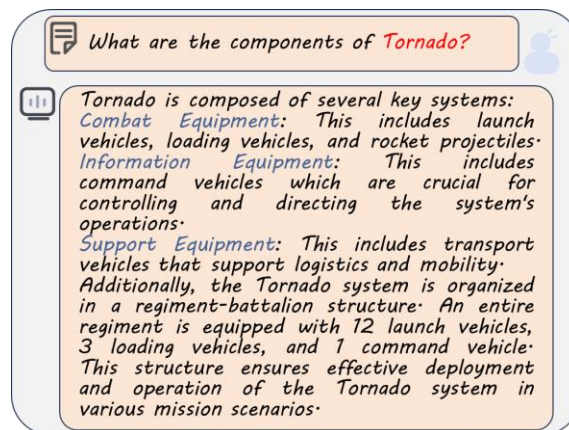 What are the components of Tornado?
Tornado is composed of several key systems:
Combat Equipment: This includes launch
vehicles, loading vehicles, and rocket projectiles.
Information Equipment: This includes
command vehicles which are crucial for
controlling and directing the system's
operations.
Support Equipment: This includes transport
vehicles that support logistics and mobility.
Additionally, the Tornado system is organized
in a regiment-battalion structure. An entire
regiment is equipped with 12 launch vehicles,
3 loading vehicles, and 1 command vehicle.
This structure ensures effective deployment
and operation of the Tornado system in
various mission scenarios.